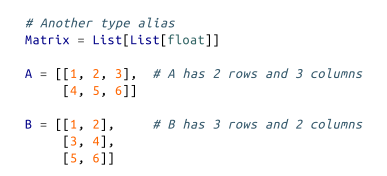 # Another type alias
Matrix = List[List[float]]
A = [[1, 2, 3],  # A has 2 rows and 3 columns
     [4, 5, 6]]
B = [[1, 2],     # B has 3 rows and 2 columns
     [3, 4],
     [5, 6]]